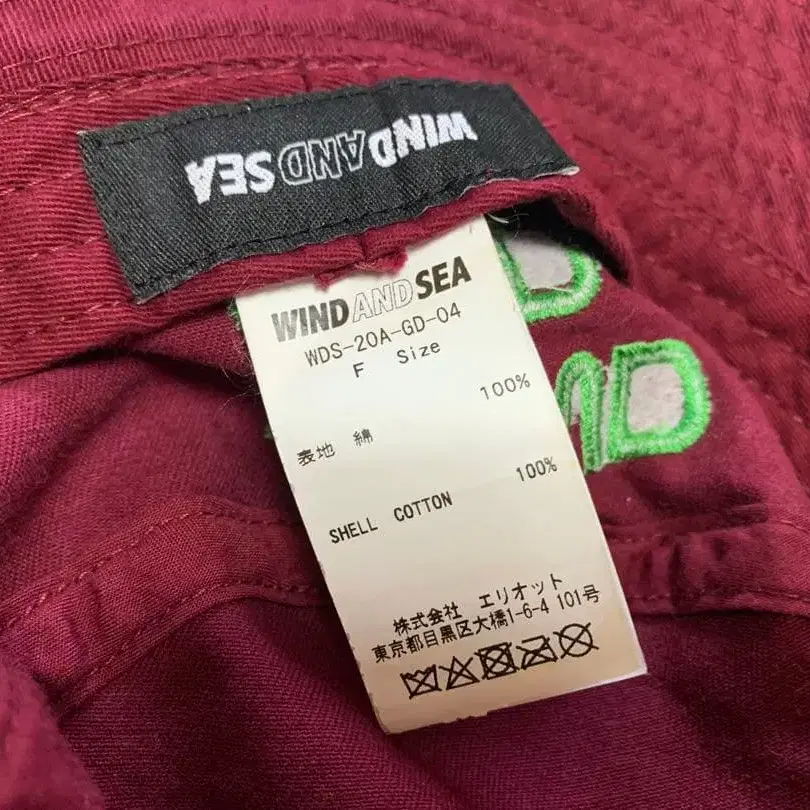 WIND AND SEA
WIND AND SEA
WDS-20A-GD-04
F Size
100%
表地 綿
100%
SHELL COTTON
株式会社 エリオット
東京都目黒区大橋1-6-4 101号